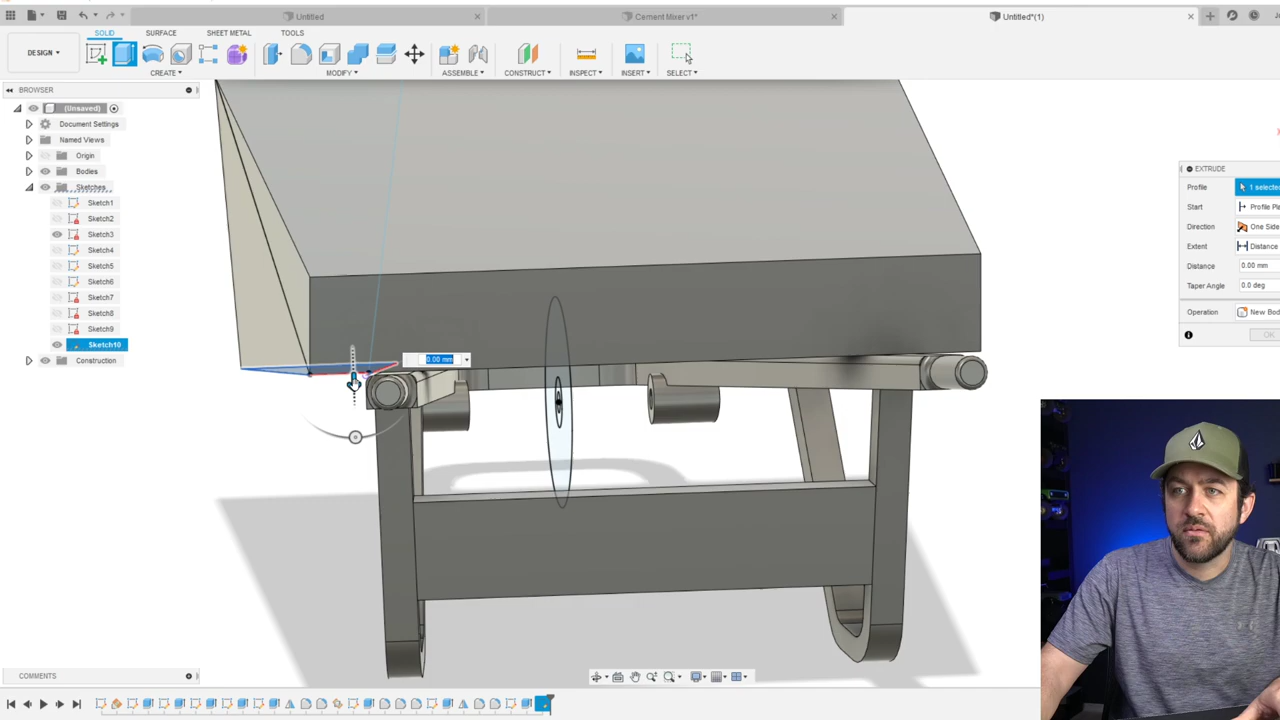 Untitled
Cement Mixer v1*
Untitled*(1)
SOLID
SURFACE
SHEET METAL
TOOLS
DESIGN ▾
CREATE ▾
MODIFY ▾
ASSEMBLE ▾
CONSTRUCT ▾
INSPECT ▾
INSERT ▾
SELECT ▾
BROWSER
(Unsaved)
Document Settings
Named Views
Origin
Bodies
Sketches
Sketch1
Sketch2
Sketch3
Sketch4
Sketch5
Sketch6
Sketch7
Sketch8
Sketch9
Sketch10
Construction
0.00 mm
EXTRUDE
Profile 1 selected
Start Profile Pla
Direction One Side
Extent Distance
Distance 0.00 mm
Taper Angle 0.0 deg
Operation New Bod
OK
COMMENTS